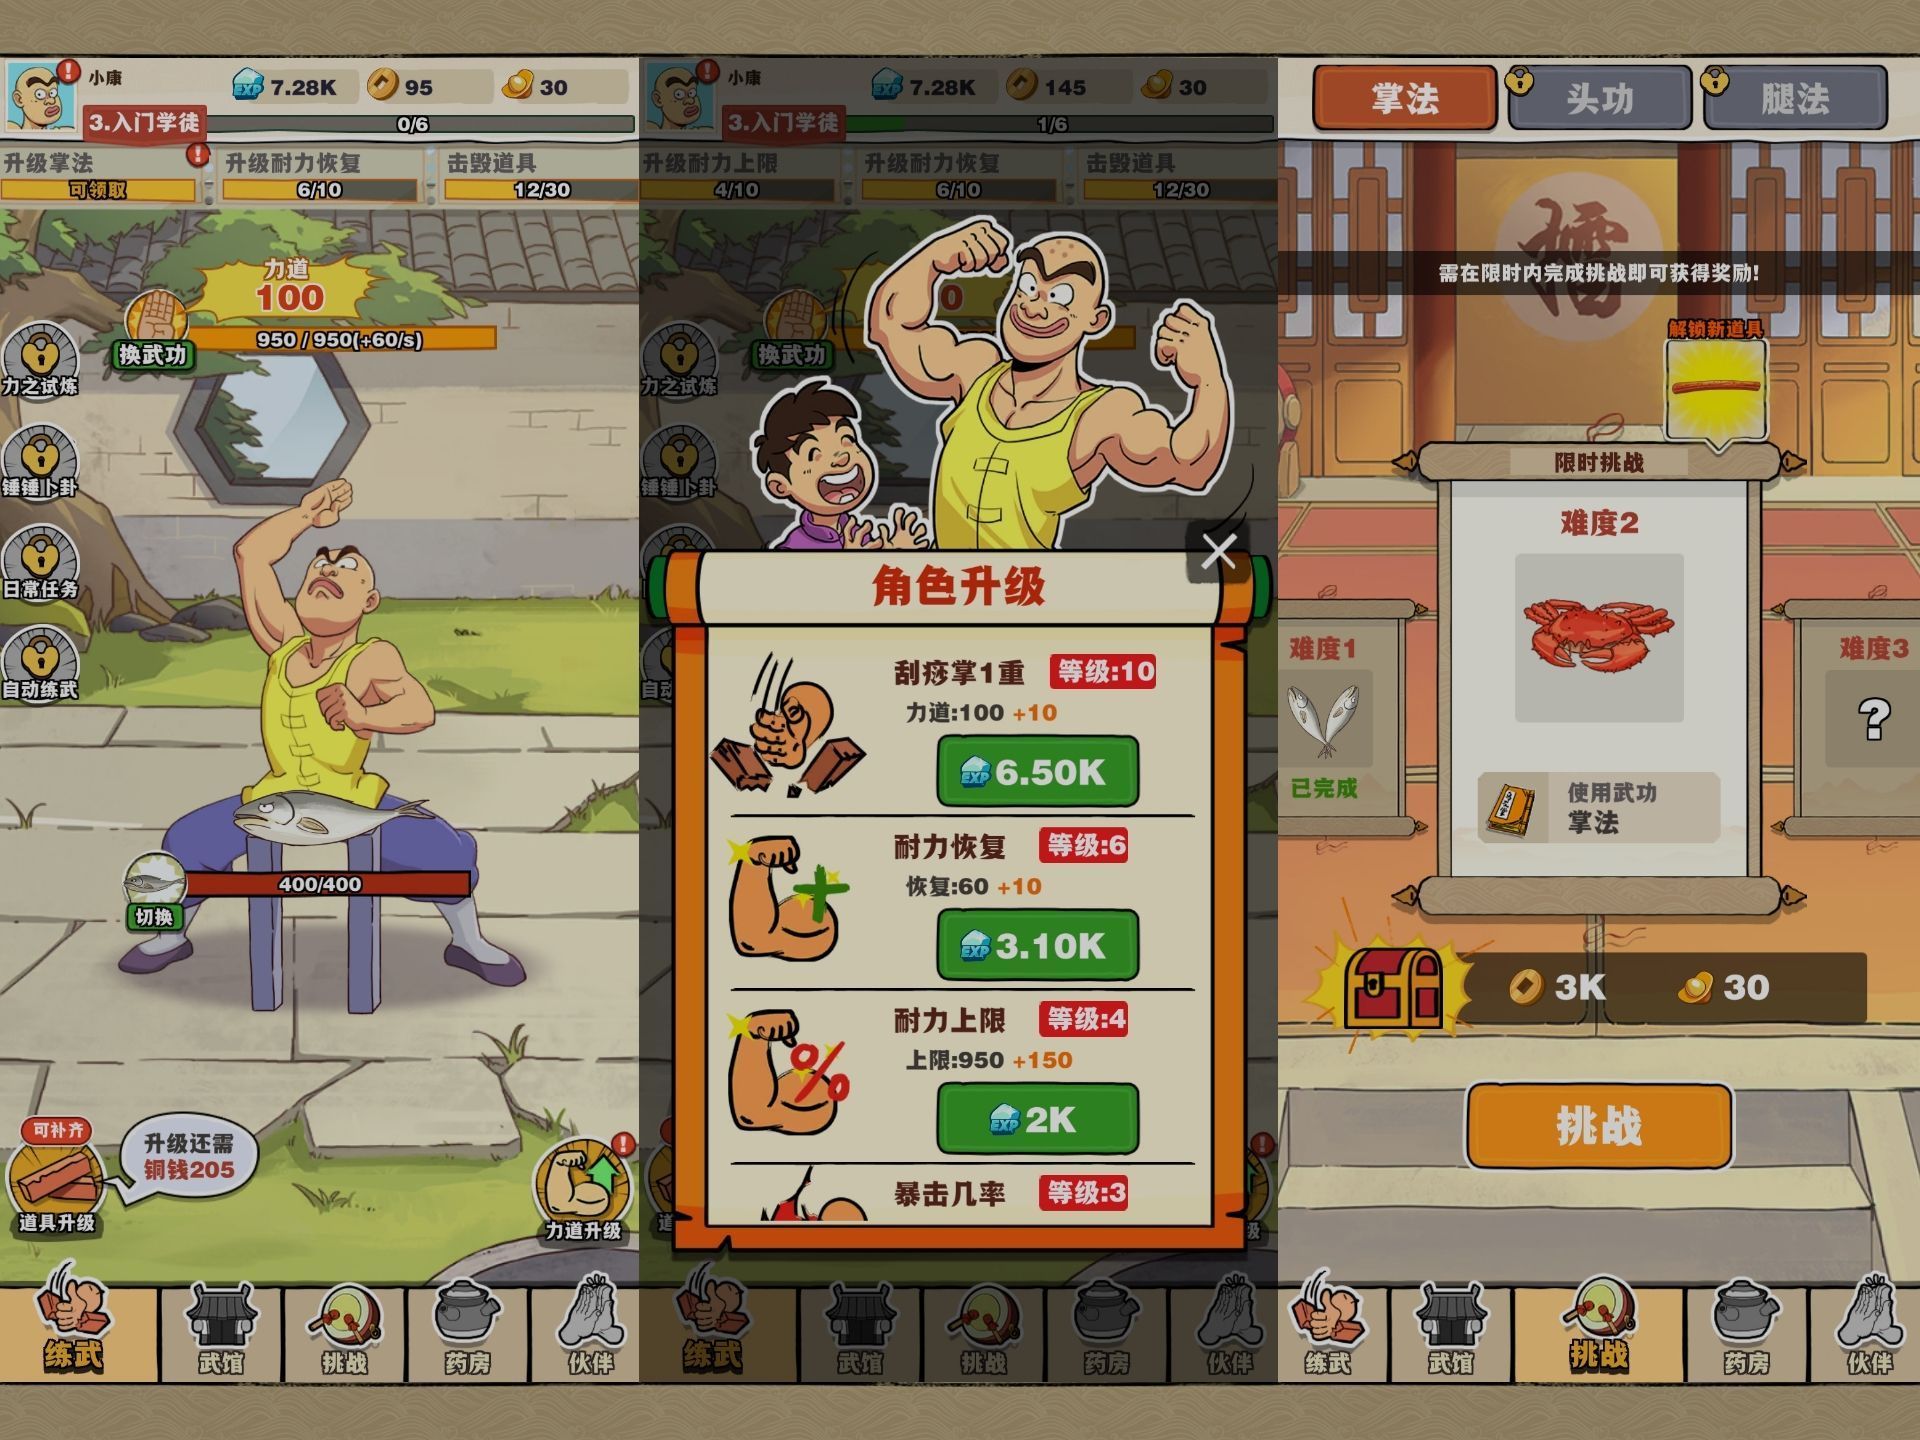 小康
7.28K
95
30
3.入门学徒
0/6
升级掌法
可领取
升级耐力恢复
6/10
击毁道具
12/30
力道
100
换武功
950 / 950(+60/s)
力之试炼
锤锤卜卦
日常任务
自动练武
400/400
切换
可补齐
道具升级
升级还需
铜钱205
力道升级
练武
武馆
挑战
药房
伙伴
小康
7.28K
145
30
3.入门学徒
1/6
升级耐力上限
4/10
升级耐力恢复
6/10
击毁道具
12/30
换武功
力之试炼
锤锤卜卦
角色升级
刮痧掌1重
等级:10
力道:100 +10
EXP 6.50K
耐力恢复
等级:6
恢复:60 +10
EXP 3.10K
耐力上限
等级:4
上限:950 +150
EXP 2K
暴击几率
等级:3
练武
武馆
挑战
药房
伙伴
掌法
头功
腿法
需在限时内完成挑战即可获得奖励!
解锁新道具
限时挑战
难度1
已完成
难度2
使用武功
掌法
难度3
?
3K
30
挑战
练武
武馆
挑战
药房
伙伴